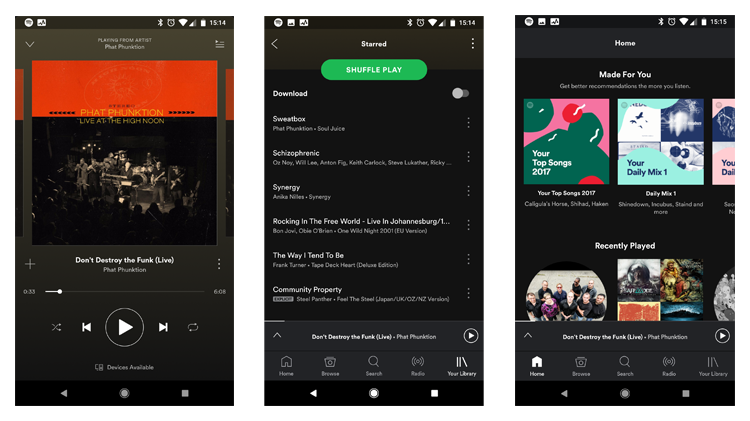 15:14
PLAYING FROM ARTIST
Phat Phunktion
PHAT PHUNKTION
"LIVE AT THE HIGH NOON
Don't Destroy the Funk (Live)
Phat Phunktion
0:33
6:08
Devices Available
15:14
Starred
SHUFFLE PLAY
Download
Sweatbox
Phat Phunktion • Soul Juice
Schizophrenic
Oz Noy, Will Lee, Anton Fig, Keith Carlock, Steve Lukather, Ricky ...
Synergy
Anika Nilles • Synergy
Rocking In The Free World - Live In Johannesburg/1...
Bon Jovi, Obie O'Brien • One Wild Night 2001 (EU Version)
The Way I Tend To Be
Frank Turner • Tape Deck Heart (Deluxe Edition)
Community Property
EXPLICIT Steel Panther • Feel The Steel (Japan/UK/OZ/NZ Version)
Don't Destroy the Funk (Live) • Phat Phunktion
Home
Browse
Search
Radio
Your Library
15:15
Home
Made For You
Get better recommendations the more you listen.
Your
Top Songs
2017
Your
Daily Mix 1
Your Top Songs 2017
Caligula's Horse, Shihad, Haken
Daily Mix 1
Shinedown, Incubus, Staind and
more
Recently Played
Don't Destroy the Funk (Live) • Phat Phunktion
Home
Browse
Search
Radio
Your Library